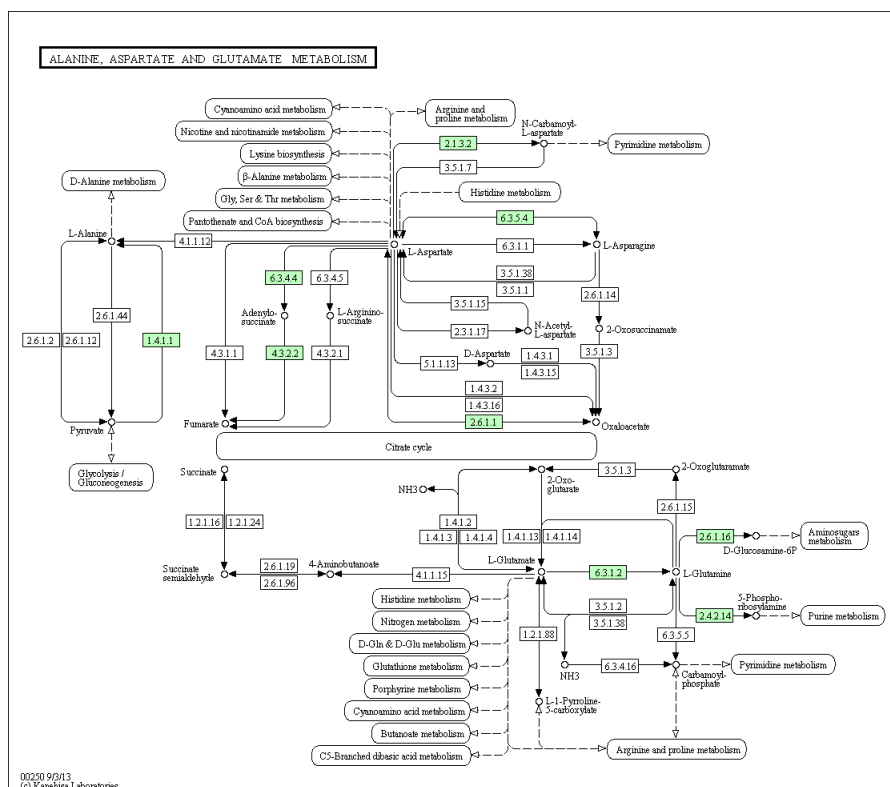 ALANINE, ASPARTATE AND GLUTAMATE METABOLISM
Cyanoamino acid metabolism
Arginine and
proline metabolism
N-Carbamoyl-
L-aspartate
Nicotine and nicotinamide metabolism
2.1.3.2
Pyrimidine metabolism
Lysine biosynthesis
3.5.1.7
β-Alanine metabolism
D-Alanine metabolism
Gly, Ser & Thr metabolism
Histidine metabolism
Pantothenate and CoA biosynthesis
6.3.5.4
L-Alanine
4.1.1.12
L-Aspartate
6.3.1.1
L-Asparagine
6.3.4.4
6.3.4.5
3.5.1.38
3.5.1.1
2.6.1.14
3.5.1.15
2.6.1.44
Adenylo-
succinate
L-Arginino-
succinate
N-Acetyl-
L-aspartate
2.3.1.17
2-Oxosuccinamate
2.6.1.2
2.6.1.12
1.4.1.1
4.3.1.1
4.3.2.2
4.3.2.1
D-Aspartate
1.4.3.1
3.5.1.3
5.1.1.13
1.4.3.15
1.4.3.2
1.4.3.16
Pyruvate
Fumarate
2.6.1.1
Oxaloacetate
Citrate cycle
Glycolysis /
Gluconeogenesis
Succinate
2-Oxo-
glutarate
3.5.1.3
2-Oxoglutaramate
NH3
1.2.1.16
1.2.1.24
1.4.1.2
1.4.1.3
1.4.1.4
1.4.1.13
1.4.1.14
2.6.1.15
2.6.1.16
Aminosugars
metabolism
D-Glucosamine-6P
Succinate
semialdehyde
2.6.1.19
2.6.1.96
4-Aminobutanoate
4.1.1.15
L-Glutamate
6.3.1.2
L-Glutamine
5-Phospho-
ribosylamine
Histidine metabolism
3.5.1.2
3.5.1.38
2.4.2.14
Purine metabolism
Nitrogen metabolism
1.2.1.88
6.3.5.5
D-Gln & D-Glu metabolism
Glutathione metabolism
NH3
6.3.4.16
Carbamoyl-
phosphate
Pyrimidine metabolism
Porphyrine metabolism
L-1-Pyrroline-
5-carboxylate
Cyanoamino acid metabolism
Butanoate metabolism
C5-Branched dibasic acid metabolism
Arginine and proline metabolism
00250 9/3/13
(c) Kanehisa Laboratories